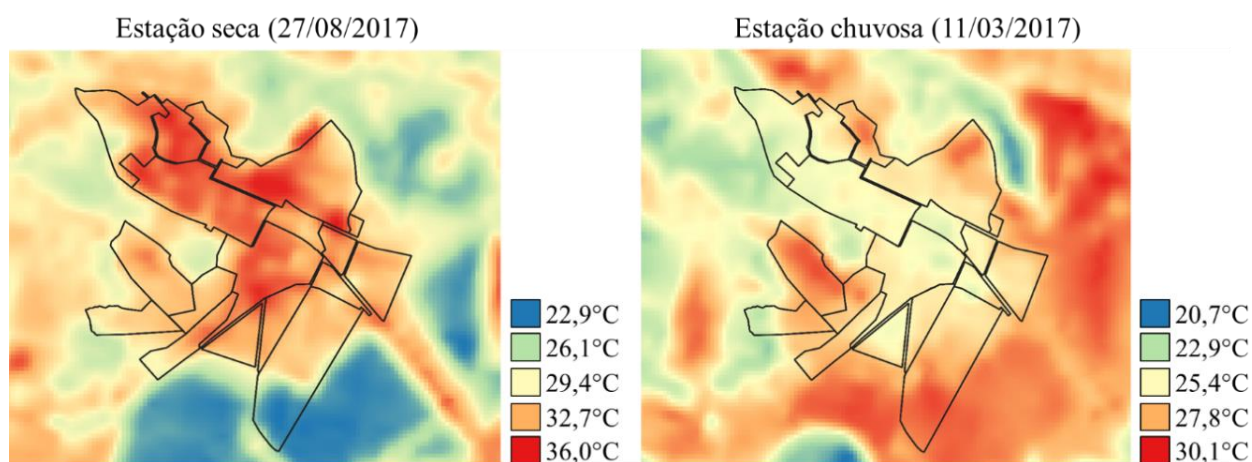 Estação seca (27/08/2017)
Estação chuvosa (11/03/2017)
22,9°C
26,1°C
29,4°C
32,7°C
36,0°C
20,7°C
22,9°C
25,4°C
27,8°C
30,1°C